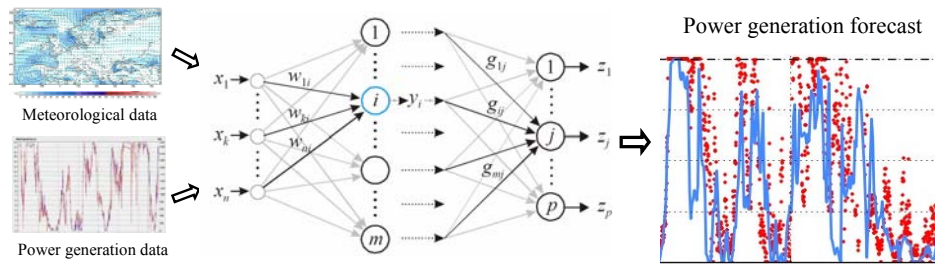 Meteorological data
Power generation data
x₁
xₖ
xₙ
w₁ᵢ
wₖᵢ
wₙᵢ
1
i
m
yᵢ
g₁ⱼ
gᵢⱼ
gₘⱼ
1
j
p
z₁
zⱼ
zₚ
Power generation forecast